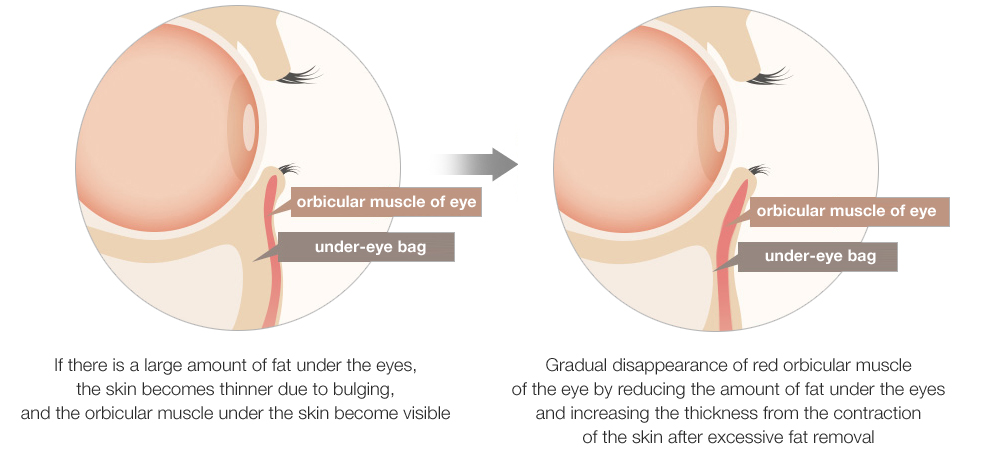 orbicular muscle of eye
under-eye bag
If there is a large amount of fat under the eyes,
the skin becomes thinner due to bulging,
and the orbicular muscle under the skin become visible
orbicular muscle of eye
under-eye bag
Gradual disappearance of red orbicular muscle
of the eye by reducing the amount of fat under the eyes
and increasing the thickness from the contraction
of the skin after excessive fat removal